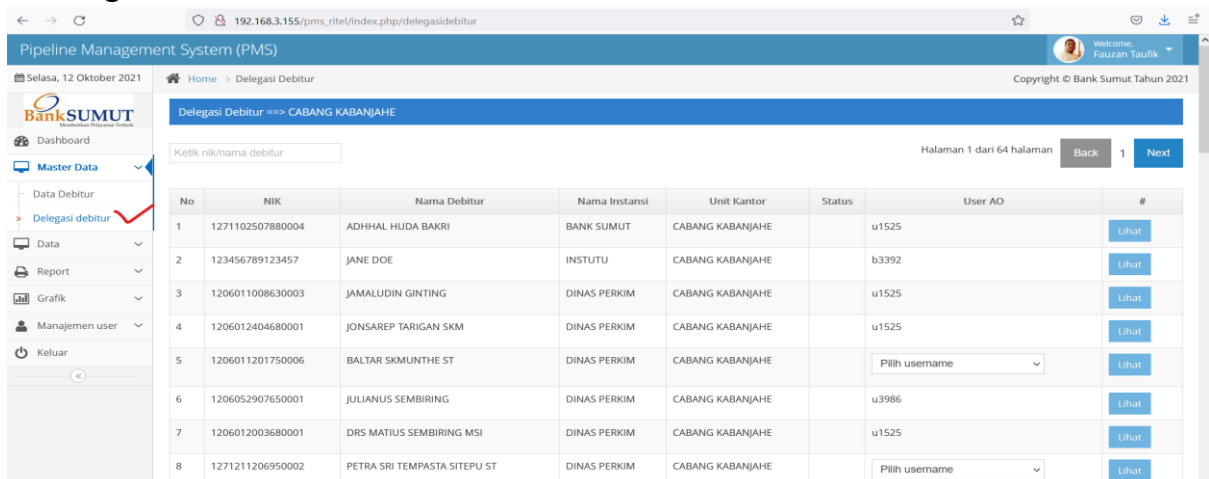 192.168.3.155/pms_ritel/index.php/delegasidebitur
Pipeline Management System (PMS)
Welcome,
Fauzan Taufik
Selasa, 12 Oktober 2021
Home > Delegasi Debitur
Copyright © Bank Sumut Tahun 2021
BankSUMUT
Memberikan Pelayanan Terbaik
Dashboard
Master Data
Data Debitur
Delegasi debitur
Data
Report
Grafik
Manajemen user
Keluar
Delegasi Debitur ==> CABANG KABANJAHE
Ketik nik/nama debitur
Halaman 1 dari 64 halaman Back 1 Next
No NIK Nama Debitur Nama Instansi Unit Kantor Status User AO #
1 1271102507880004 ADHHAL HUDA BAKRI BANK SUMUT CABANG KABANJAHE u1525 Lihat
2 123456789123457 JANE DOE INSTUTU CABANG KABANJAHE b3392 Lihat
3 1206011008630003 JAMALUDIN GINTING DINAS PERKIM CABANG KABANJAHE u1525 Lihat
4 1206012404680001 JONSAREP TARIGAN SKM DINAS PERKIM CABANG KABANJAHE u1525 Lihat
5 1206011201750006 BALTAR SKMUNTHE ST DINAS PERKIM CABANG KABANJAHE Pilih username Lihat
6 1206052907650001 JULIANUS SEMBIRING DINAS PERKIM CABANG KABANJAHE u3986 Lihat
7 1206012003680001 DRS MATIUS SEMBIRING MSI DINAS PERKIM CABANG KABANJAHE u1525 Lihat
8 1271211206950002 PETRA SRI TEMPASTA SITEPU ST DINAS PERKIM CABANG KABANJAHE Pilih username Lihat